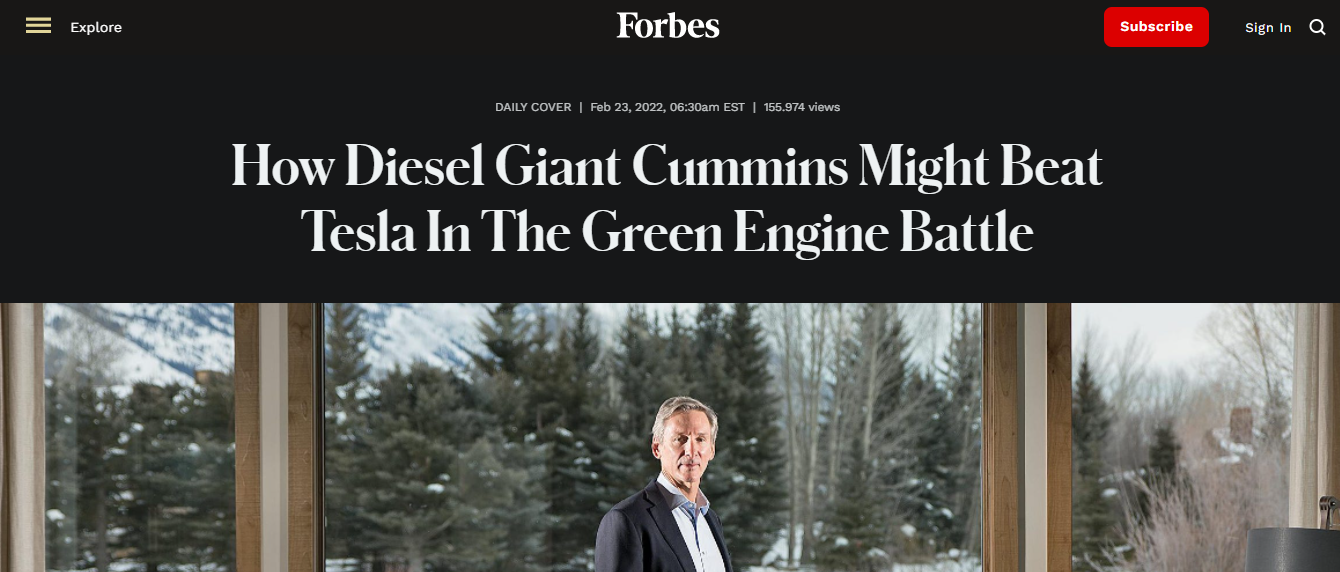 Explore
Forbes
Subscribe
Sign In
DAILY COVER | Feb 23, 2022, 06:30am EST | 155.974 views
How Diesel Giant Cummins Might Beat
Tesla In The Green Engine Battle